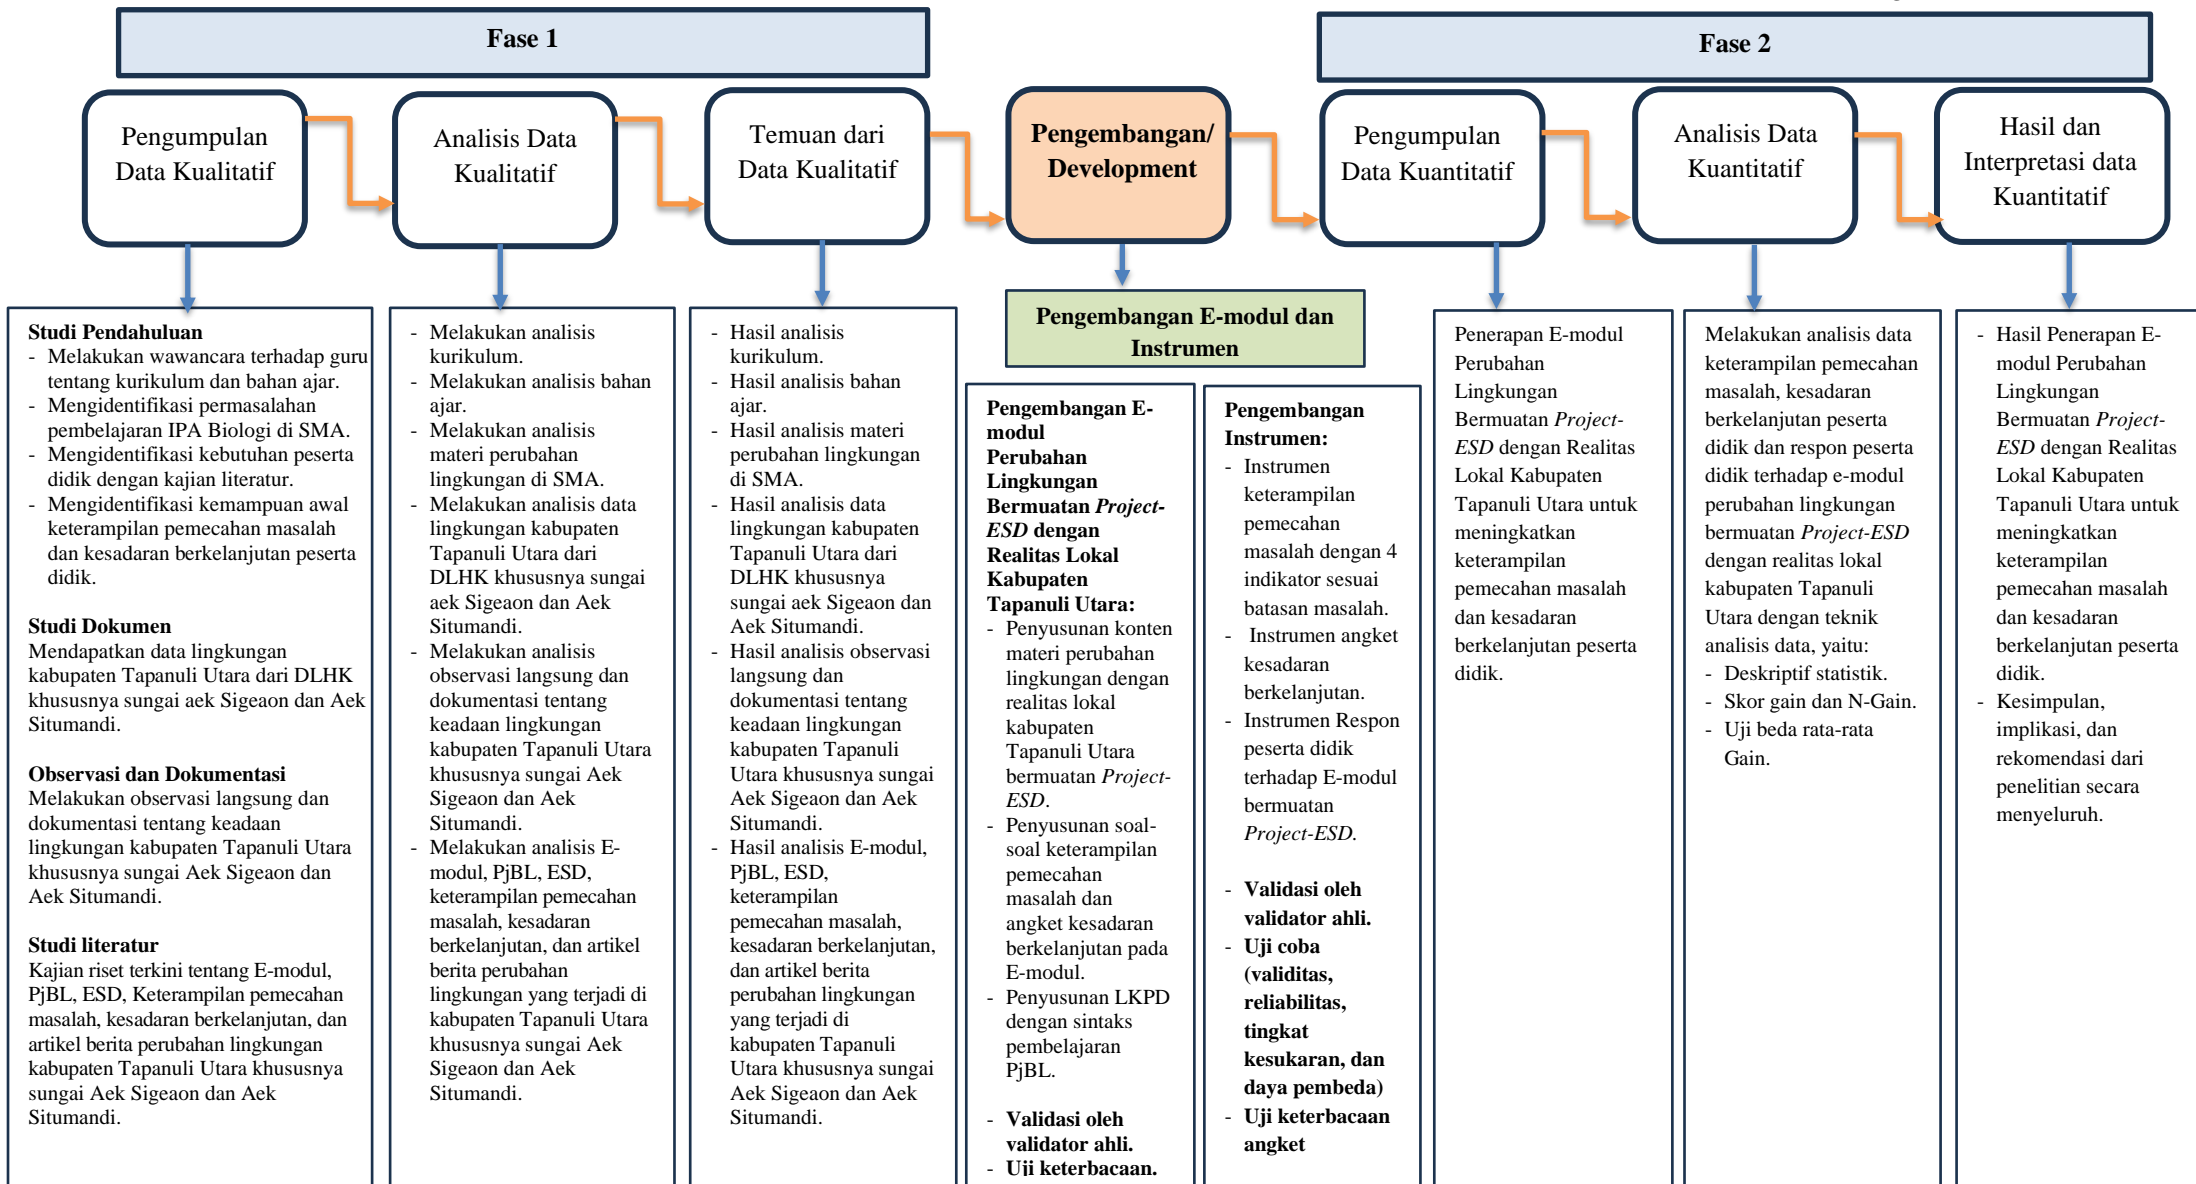 Fase 1
Fase 2
Pengumpulan
Data Kualitatif
Analisis Data
Kualitatif
Temuan dari
Data Kualitatif
Pengembangan/
Development
Pengumpulan
Data Kuantitatif
Analisis Data
Kuantitatif
Hasil dan
Interpretasi data
Kuantitatif
Studi Pendahuluan
- Melakukan wawancara terhadap guru
tentang kurikulum dan bahan ajar.
- Mengidentifikasi permasalahan
pembelajaran IPA Biologi di SMA.
- Mengidentifikasi kebutuhan peserta
didik dengan kajian literatur.
- Mengidentifikasi kemampuan awal
keterampilan pemecahan masalah
dan kesadaran berkelanjutan peserta
didik.
Studi Dokumen
Mendapatkan data lingkungan
kabupaten Tapanuli Utara dari DLHK
khususnya sungai aek Sigeaon dan Aek
Situmandi.
Observasi dan Dokumentasi
Melakukan observasi langsung dan
dokumentasi tentang keadaan
lingkungan kabupaten Tapanuli Utara
khususnya sungai Aek Sigeaon dan
Aek Situmandi.
Studi literatur
Kajian riset terkini tentang E-modul,
PjBL, ESD, Keterampilan pemecahan
masalah, kesadaran berkelanjutan, dan
artikel berita perubahan lingkungan
kabupaten Tapanuli Utara khususnya
sungai Aek Sigeaon dan Aek
Situmandi.
- Melakukan analisis
kurikulum.
- Melakukan analisis bahan
ajar.
- Melakukan analisis
materi perubahan
lingkungan di SMA.
- Melakukan analisis data
lingkungan kabupaten
Tapanuli Utara dari
DLHK khususnya sungai
aek Sigeaon dan Aek
Situmandi.
- Melakukan analisis
observasi langsung dan
dokumentasi tentang
keadaan lingkungan
kabupaten Tapanuli Utara
khususnya sungai Aek
Sigeaon dan Aek
Situmandi.
- Melakukan analisis E-
modul, PjBL, ESD,
keterampilan pemecahan
masalah, kesadaran
berkelanjutan, dan artikel
berita perubahan
lingkungan yang terjadi di
kabupaten Tapanuli Utara
khususnya sungai Aek
Sigeaon dan Aek
Situmandi.
- Hasil analisis
kurikulum.
- Hasil analisis bahan
ajar.
- Hasil analisis materi
perubahan lingkungan
di SMA.
- Hasil analisis data
lingkungan kabupaten
Tapanuli Utara dari
DLHK khususnya
sungai aek Sigeaon dan
Aek Situmandi.
- Hasil analisis observasi
langsung dan
dokumentasi tentang
keadaan lingkungan
kabupaten Tapanuli
Utara khususnya sungai
Aek Sigeaon dan Aek
Situmandi.
- Hasil analisis E-modul,
PjBL, ESD,
keterampilan
pemecahan masalah,
kesadaran berkelanjutan,
dan artikel berita
perubahan lingkungan
yang terjadi di
kabupaten Tapanuli
Utara khususnya sungai
Aek Sigeaon dan Aek
Situmandi.
Pengembangan E-modul dan
Instrumen
Pengembangan E-
modul
Perubahan
Lingkungan
Bermuatan Project-
ESD dengan
Realitas Lokal
Kabupaten
Tapanuli Utara:
- Penyusunan konten
materi perubahan
lingkungan dengan
realitas lokal
kabupaten
Tapanuli Utara
bermuatan Project-
ESD.
- Penyusunan soal-
soal keterampilan
pemecahan
masalah dan
angket kesadaran
berkelanjutan pada
E-modul.
- Penyusunan LKPD
dengan sintaks
pembelajaran
PjBL.
- Validasi oleh
validator ahli.
- Uji keterbacaan.
Pengembangan
Instrumen:
- Instrumen
keterampilan
pemecahan
masalah dengan 4
indikator sesuai
batasan masalah.
- Instrumen angket
kesadaran
berkelanjutan.
- Instrumen Respon
peserta didik
terhadap E-modul
bermuatan
Project-ESD.
- Validasi oleh
validator ahli.
- Uji coba
(validitas,
reliabilitas,
tingkat
kesukaran, dan
daya pembeda)
- Uji keterbacaan
angket
Penerapan E-modul
Perubahan
Lingkungan
Bermuatan Project-
ESD dengan Realitas
Lokal Kabupaten
Tapanuli Utara untuk
meningkatkan
keterampilan
pemecahan masalah
dan kesadaran
berkelanjutan peserta
didik.
Melakukan analisis data
keterampilan pemecahan
masalah, kesadaran
berkelanjutan peserta
didik dan respon peserta
didik terhadap e-modul
perubahan lingkungan
bermuatan Project-ESD
dengan realitas lokal
kabupaten Tapanuli
Utara dengan teknik
analisis data, yaitu:
- Deskriptif statistik.
- Skor gain dan N-Gain.
- Uji beda rata-rata
Gain.
- Hasil Penerapan E-
modul Perubahan
Lingkungan
Bermuatan Project-
ESD dengan Realitas
Lokal Kabupaten
Tapanuli Utara untuk
meningkatkan
keterampilan
pemecahan masalah
dan kesadaran
berkelanjutan peserta
didik.
- Kesimpulan,
implikasi, dan
rekomendasi dari
penelitian secara
menyeluruh.